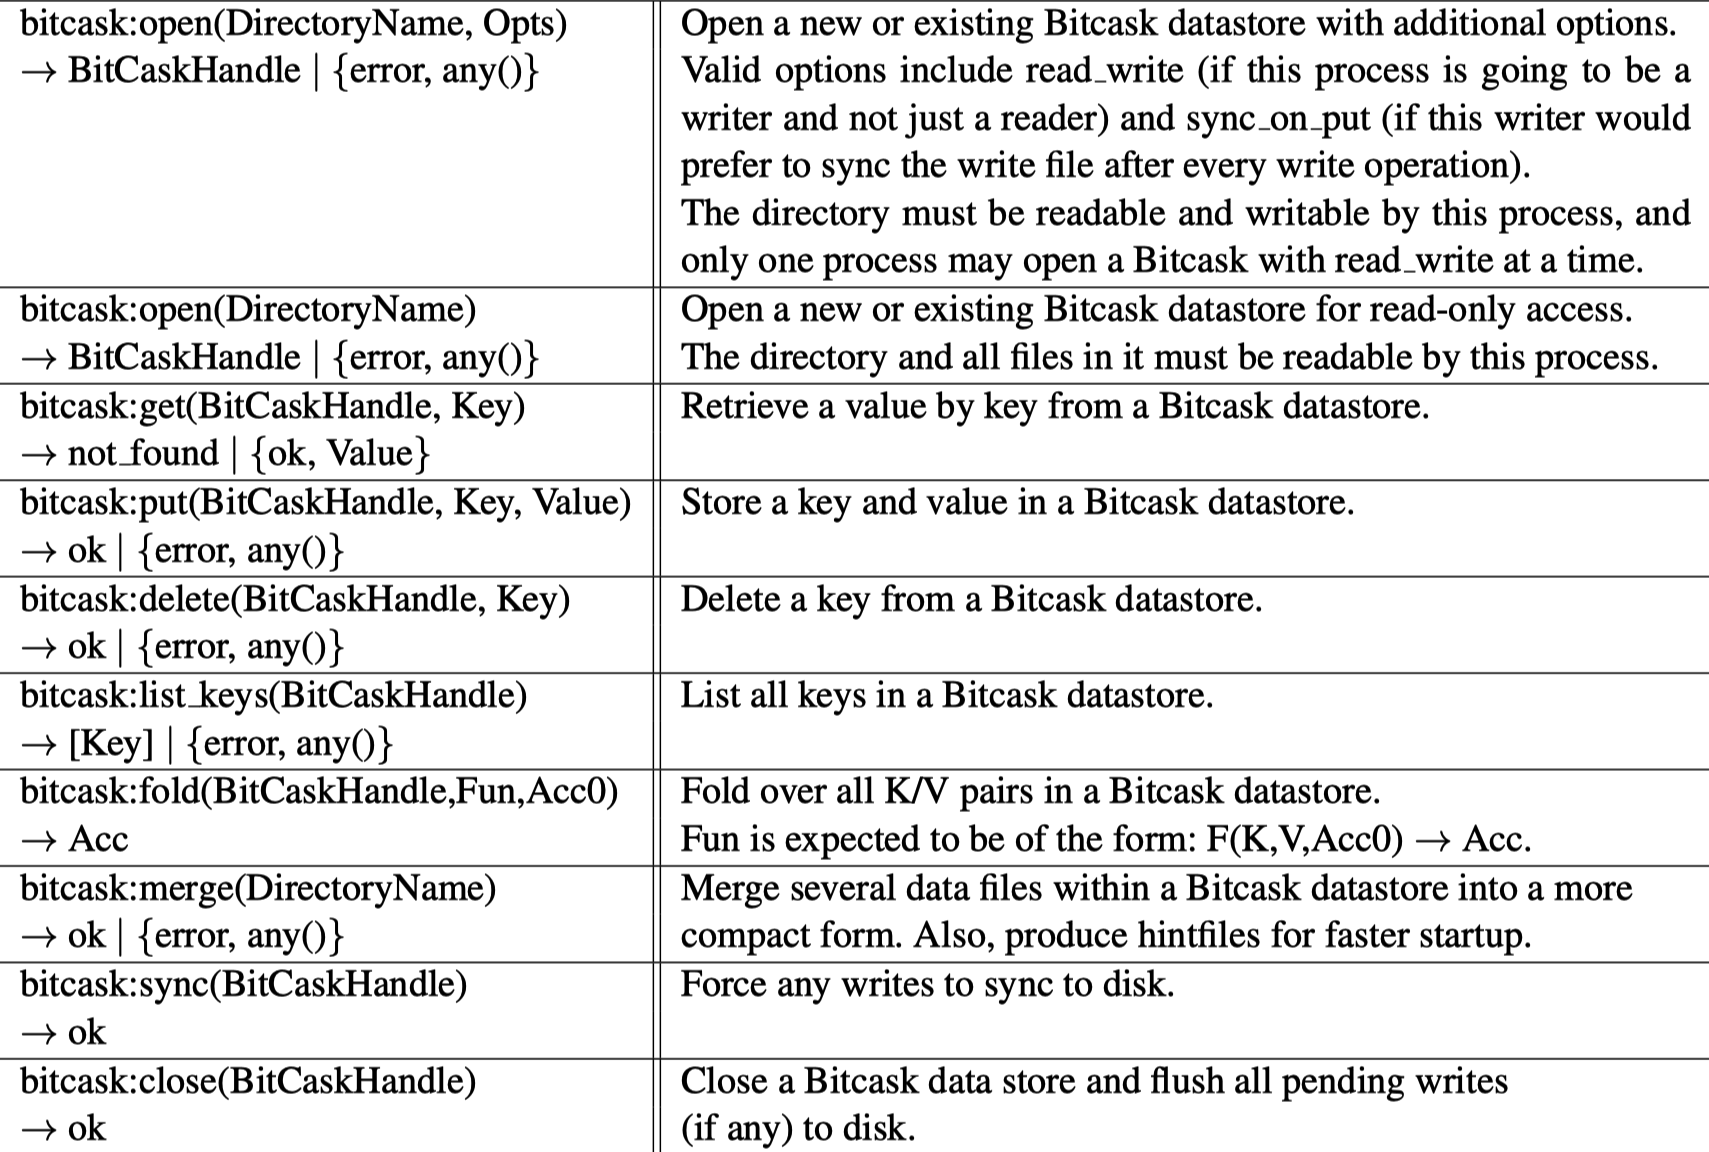 bitcask:open(DirectoryName, Opts)
→ BitCaskHandle | {error, any()}
Open a new or existing Bitcask datastore with additional options.
Valid options include read_write (if this process is going to be a
writer and not just a reader) and sync_on_put (if this writer would
prefer to sync the write file after every write operation).
The directory must be readable and writable by this process, and
only one process may open a Bitcask with read_write at a time.
bitcask:open(DirectoryName)
→ BitCaskHandle | {error, any()}
Open a new or existing Bitcask datastore for read-only access.
The directory and all files in it must be readable by this process.
bitcask:get(BitCaskHandle, Key)
→ not_found | {ok, Value}
Retrieve a value by key from a Bitcask datastore.
bitcask:put(BitCaskHandle, Key, Value)
→ ok | {error, any()}
Store a key and value in a Bitcask datastore.
bitcask:delete(BitCaskHandle, Key)
→ ok | {error, any()}
Delete a key from a Bitcask datastore.
bitcask:list_keys(BitCaskHandle)
→ [Key] | {error, any()}
List all keys in a Bitcask datastore.
bitcask:fold(BitCaskHandle,Fun,Acc0)
→ Acc
Fold over all K/V pairs in a Bitcask datastore.
Fun is expected to be of the form: F(K,V,Acc0) → Acc.
bitcask:merge(DirectoryName)
→ ok | {error, any()}
Merge several data files within a Bitcask datastore into a more
compact form. Also, produce hintfiles for faster startup.
bitcask:sync(BitCaskHandle)
→ ok
Force any writes to sync to disk.
bitcask:close(BitCaskHandle)
→ ok
Close a Bitcask data store and flush all pending writes
(if any) to disk.